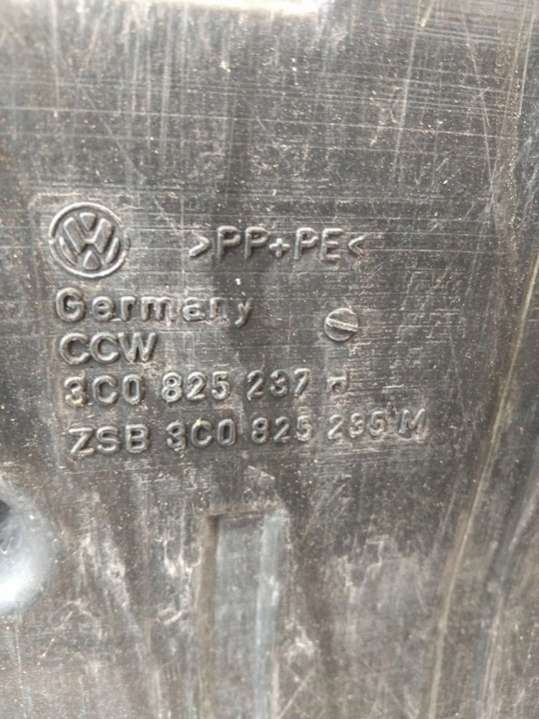 >PP+PE<
Germany
CCW
3C0 825 237
ZSB 3C0 825 235 M